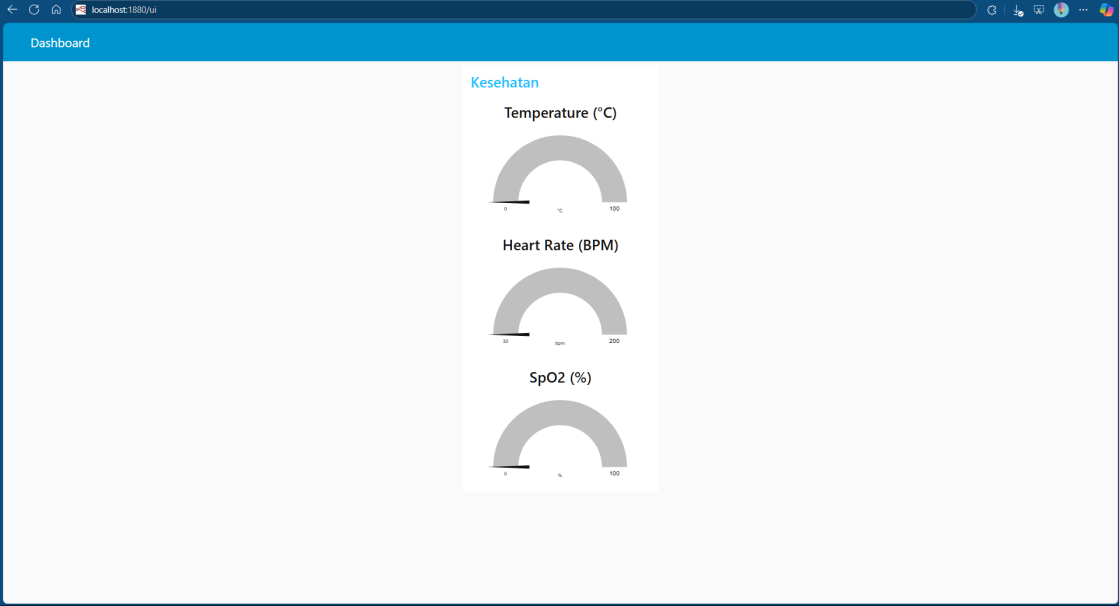 localhost:1880/ui
Dashboard
Kesehatan
Temperature (°C)
0 °C 100
Heart Rate (BPM)
30 bpm 200
SpO2 (%)
0 % 100